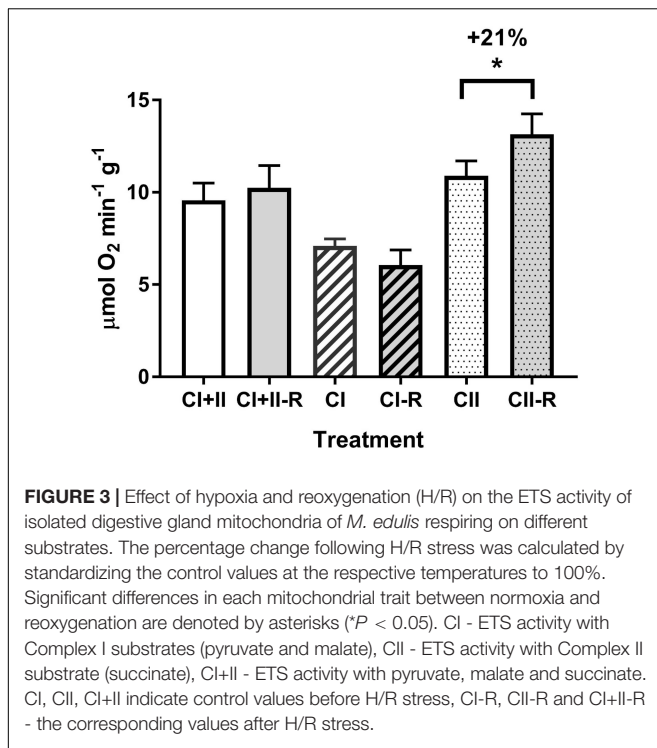 +21%
*
15
10
5
0
µmol O₂ min⁻¹ g⁻¹
CI+II CI+II-R CI CI-R CII CII-R
Treatment
FIGURE 3 | Effect of hypoxia and reoxygenation (H/R) on the ETS activity of
isolated digestive gland mitochondria of M. edulis respiring on different
substrates. The percentage change following H/R stress was calculated by
standardizing the control values at the respective temperatures to 100%.
Significant differences in each mitochondrial trait between normoxia and
reoxygenation are denoted by asterisks (*P < 0.05). CI - ETS activity with
Complex I substrates (pyruvate and malate), CII - ETS activity with Complex II
substrate (succinate), CI+II - ETS activity with pyruvate, malate and succinate.
CI, CII, CI+II indicate control values before H/R stress, CI-R, CII-R and CI+II-R
- the corresponding values after H/R stress.